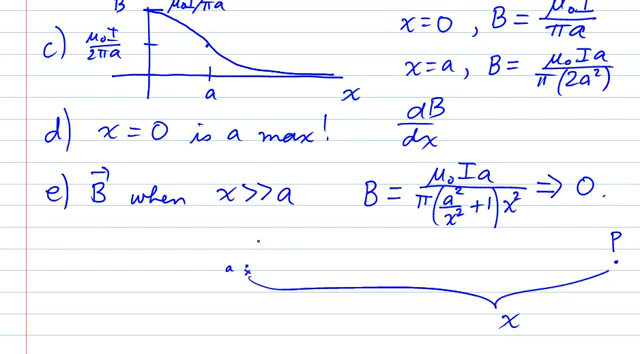 B μ₀I/πa
x=0 , B = μ₀I/πa
c) μ₀I/2πa
x=a, B = μ₀Ia/π(2a²)
a x
d) x=0 is a max! dB/dx
e) B⃗ when x>>a B = μ₀Ia/π(a²/x²+1)x² ⟹ 0.
P
a
x